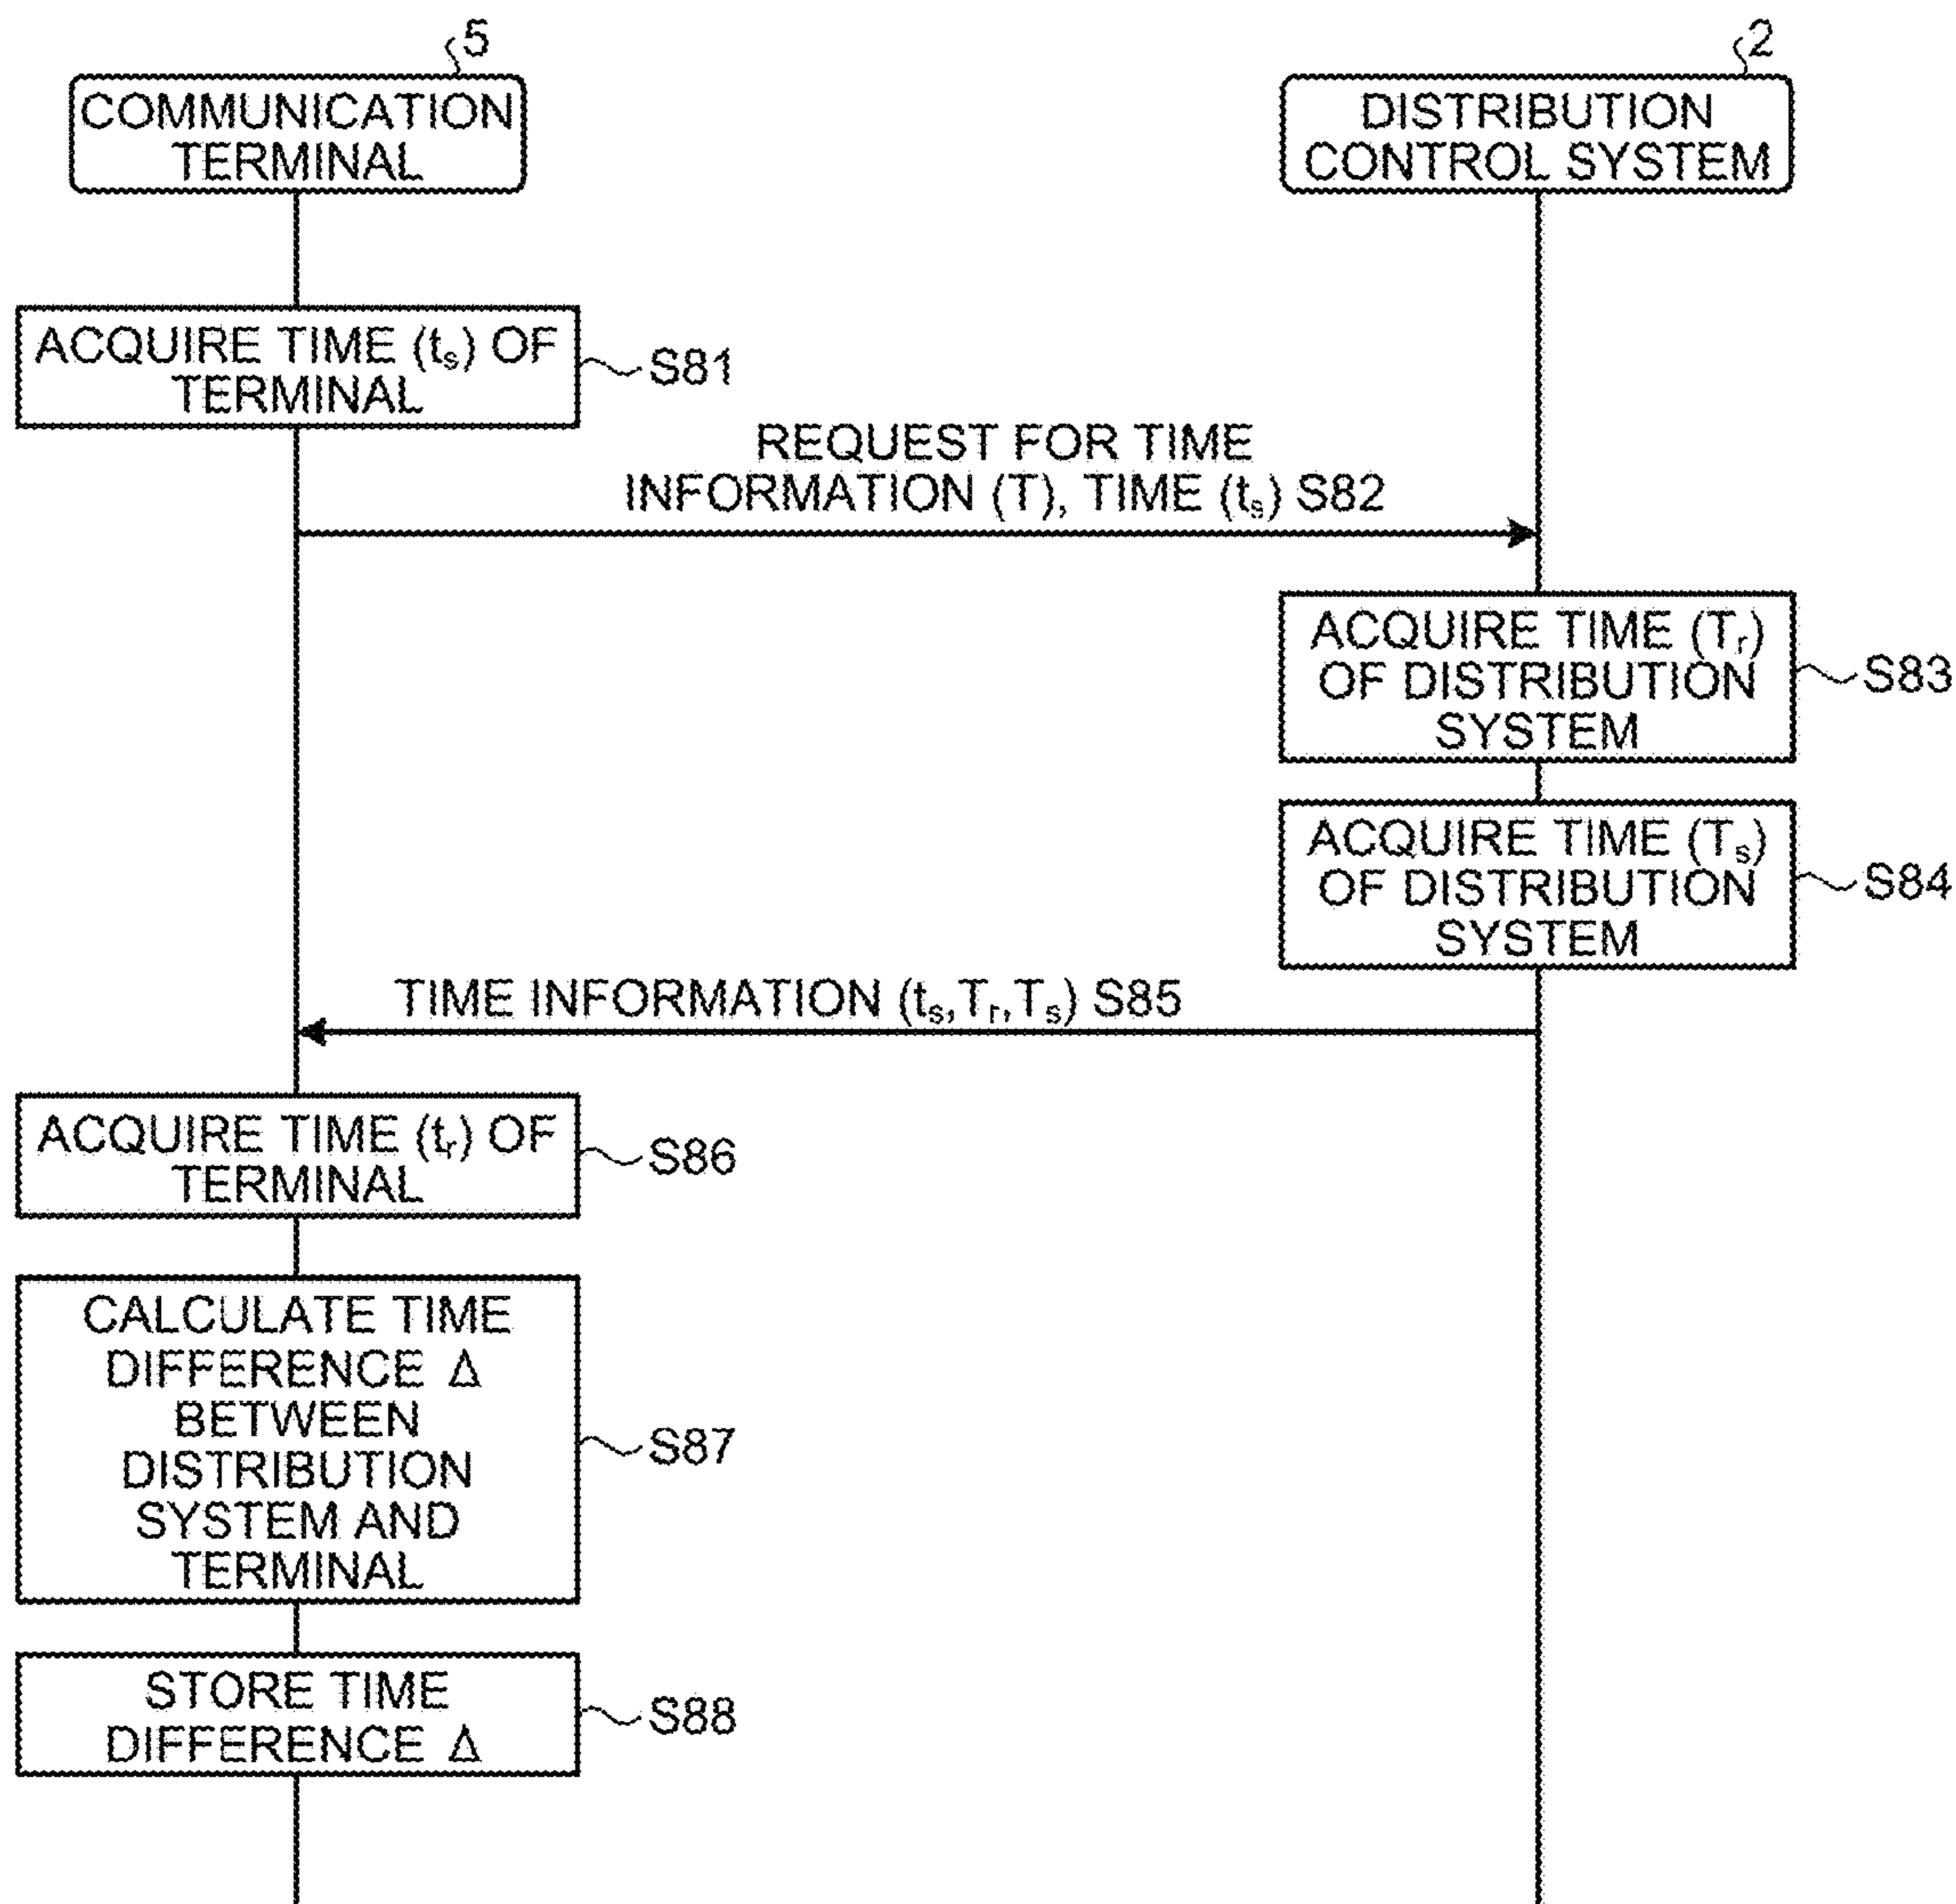 5
2
COMMUNICATION
TERMINAL
DISTRIBUTION
CONTROL SYSTEM
ACQUIRE TIME (ts) OF
TERMINAL
S81
REQUEST FOR TIME
INFORMATION (T), TIME (ts) S82
ACQUIRE TIME (Tr)
OF DISTRIBUTION
SYSTEM
S83
ACQUIRE TIME (Ts)
OF DISTRIBUTION
SYSTEM
S84
TIME INFORMATION (ts,Tr,Ts) S85
ACQUIRE TIME (tr) OF
TERMINAL
S86
CALCULATE TIME
DIFFERENCE Δ
BETWEEN
DISTRIBUTION
SYSTEM AND
TERMINAL
S87
STORE TIME
DIFFERENCE Δ
S88